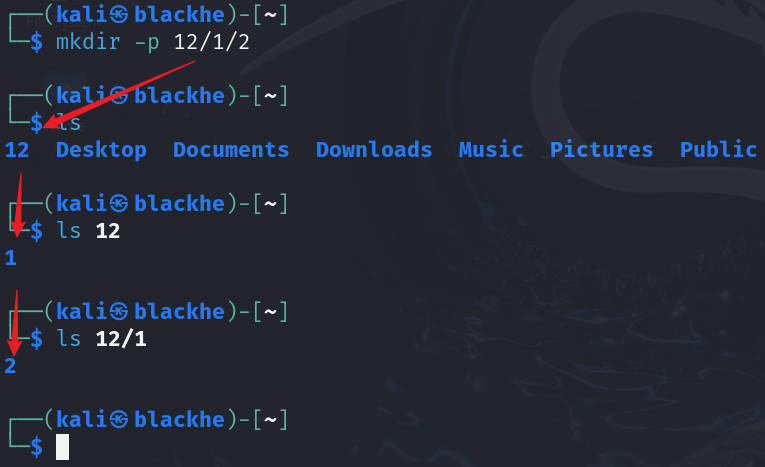 ┌──(kali㉿blackhe)-[~]
└─$ mkdir -p 12/1/2
┌──(kali㉿blackhe)-[~]
└─$ ls
12 Desktop Documents Downloads Music Pictures Public
┌──(kali㉿blackhe)-[~]
└─$ ls 12
1
┌──(kali㉿blackhe)-[~]
└─$ ls 12/1
2
┌──(kali㉿blackhe)-[~]
└─$